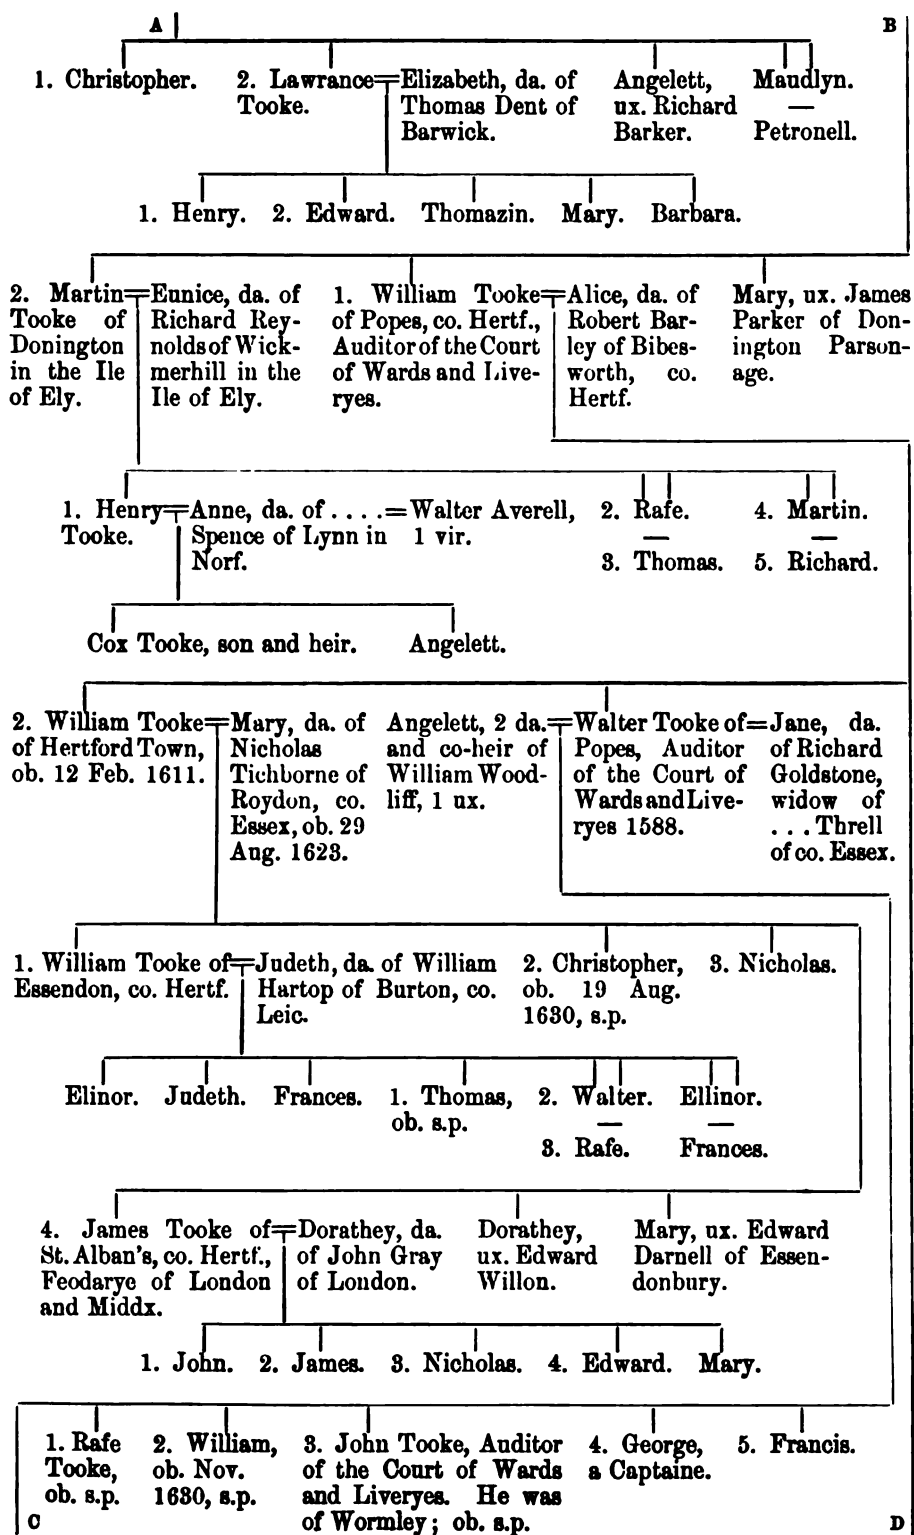 A
B
1. Christopher.
2. Lawrance=Elizabeth, da. of
Tooke. Thomas Dent of
Barwick.
Angelett,
ux. Richard
Barker.
Maudlyn.
—
Petronell.
1. Henry. 2. Edward. Thomazin. Mary. Barbara.
2. Martin=Eunice, da. of
Tooke of Richard Rey-
Donington nolds of Wick-
in the Ile merhill in the
of Ely. Ile of Ely.
1. William Tooke=Alice, da. of
of Popes, co. Hertf., Robert Bar-
Auditor of the Court ley of Bibes-
of Wards and Live- worth, co.
ryes. Hertf.
Mary, ux. James
Parker of Don-
ington Parson-
age.
1. Henry=Anne, da. of . . . .=Walter Averell,
Tooke. Spence of Lynn in 1 vir.
Norf.
2. Rafe.
—
3. Thomas.
4. Martin.
—
5. Richard.
Cox Tooke, son and heir. Angelett.
2. William Tooke=Mary, da. of
of Hertford Town, Nicholas
ob. 12 Feb. 1611. Tichborne of
Roydon, co.
Essex, ob. 29
Aug. 1623.
Angelett, 2 da.=Walter Tooke of=Jane, da.
and co-heir of Popes, Auditor of Richard
William Wood- of the Court of Goldstone,
liff, 1 ux. Wards and Live- widow of
ryes 1588. . . . Threll
of co. Essex.
1. William Tooke of=Judeth, da. of William
Essendon, co. Hertf. Hartop of Burton, co.
Leic.
2. Christopher,
ob. 19 Aug.
1630, s.p.
3. Nicholas.
Elinor. Judeth. Frances.
1. Thomas,
ob. s.p.
2. Walter.
—
3. Rafe.
Ellinor.
—
Frances.
4. James Tooke of=Dorathey, da.
St. Alban's, co. Hertf., of John Gray
Feodarye of London of London.
and Middx.
Dorathey,
ux. Edward
Willon.
Mary, ux. Edward
Darnell of Essen-
donbury.
1. John. 2. James. 3. Nicholas. 4. Edward. Mary.
1. Rafe
Tooke,
ob. s.p.
2. William,
ob. Nov.
1630, s.p.
3. John Tooke, Auditor
of the Court of Wards
and Liveryes. He was
of Wormley; ob. s.p.
4. George,
a Captaine.
5. Francis.
C
D